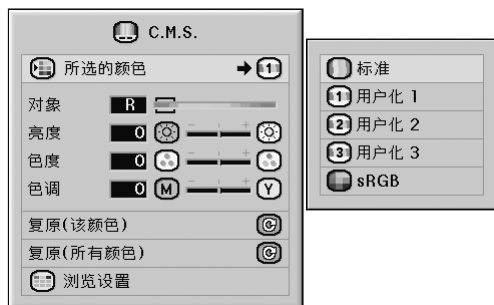 C.M.S.
所选的颜色 1
对象 R
亮度 0
色度 0
色调 0 M Y
复原(该颜色)
复原(所有颜色)
浏览设置
标准
1 用户化 1
2 用户化 2
3 用户化 3
sRGB